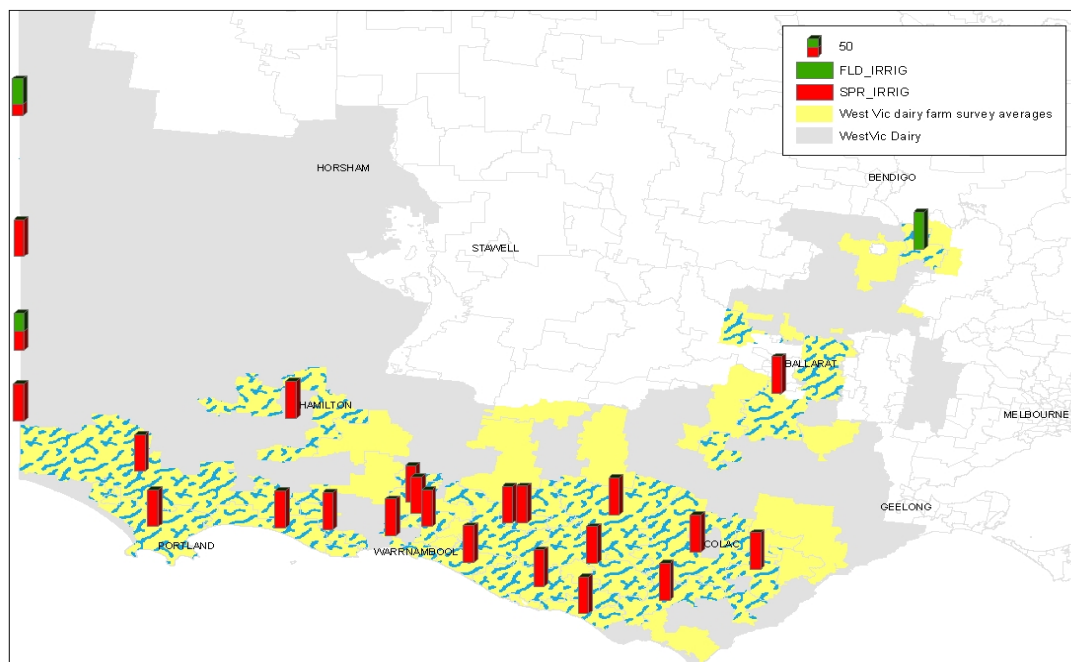 50
FLD_IRRIG
SPR_IRRIG
West Vic dairy farm survey averages
WestVic Dairy
HORSHAM
BENDIGO
STAWELL
BALLARAT
HAMILTON
MELBOURNE
GEELONG
PORTLAND
WARRNAMBOOL
COLAC